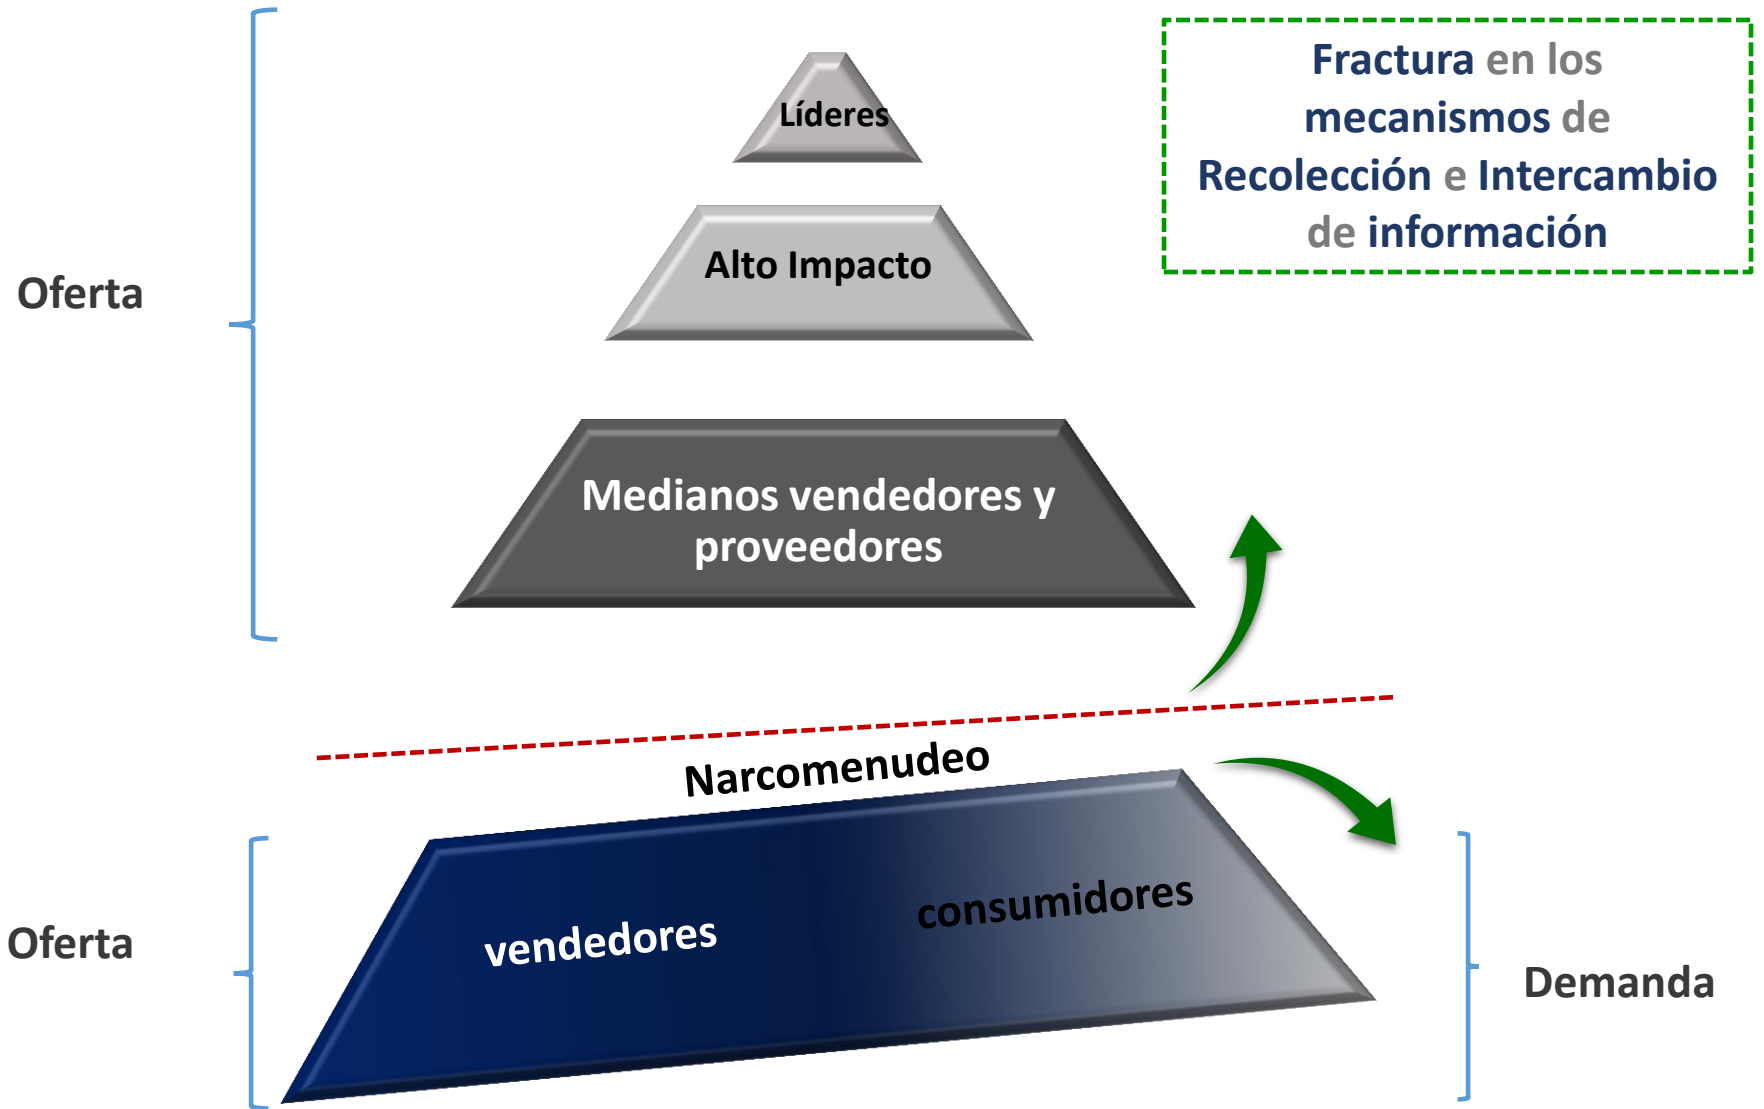 Líderes
Fractura en los
mecanismos de
Recolección e Intercambio
de información
Alto Impacto
Oferta
Medianos vendedores y
proveedores
Narcomenudeo
consumidores
vendedores
Oferta
Demanda